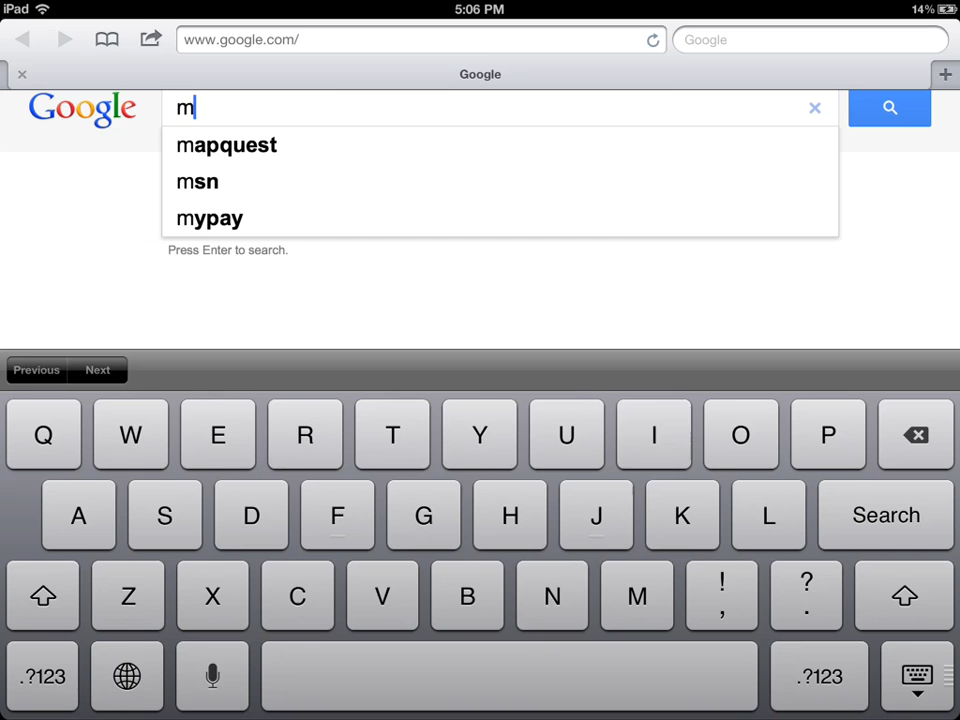 iPad 5:06 PM 14%
www.google.com/ Google
Google
Google m
mapquest
msn
mypay
Press Enter to search.
Previous Next
Q W E R T Y U I O P
A S D F G H J K L Search
Z X C V B N M ! , ? .
.?123 .?123